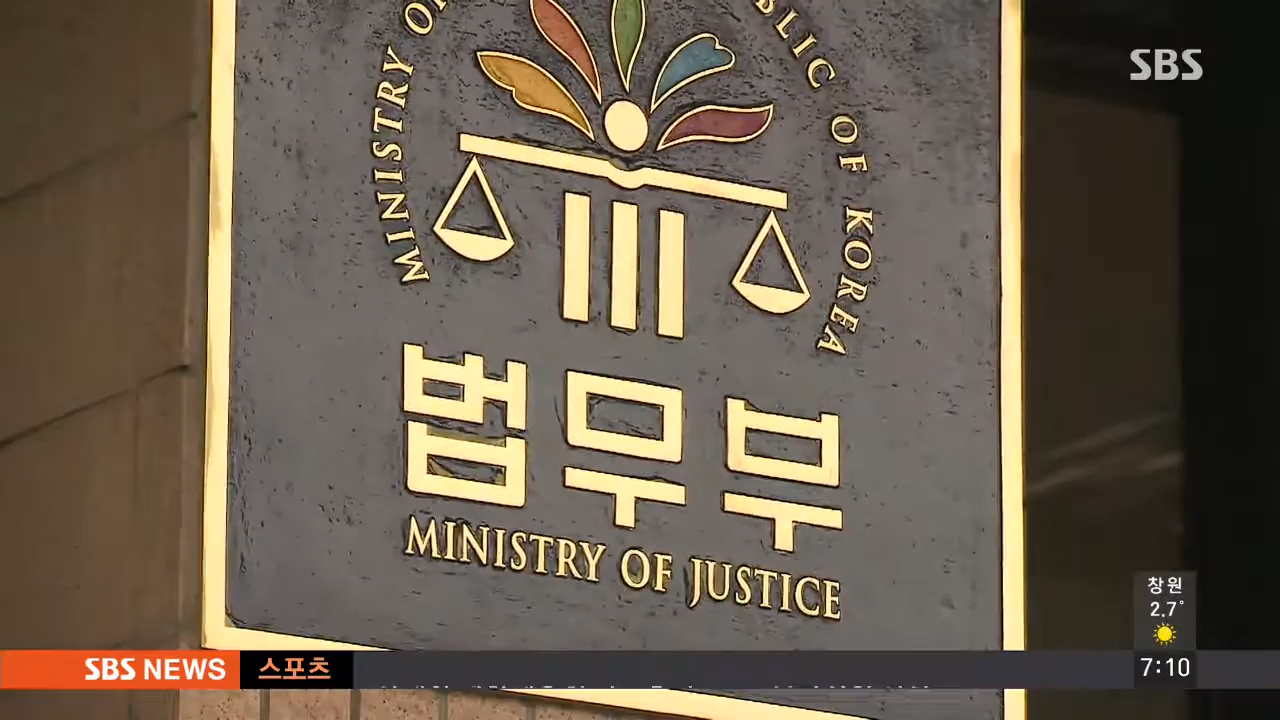 SBS
MINISTRY OF
OF KOREA
법무부
MINISTRY OF JUSTICE
창원
2.7°
SBS NEWS
스포츠
7:10